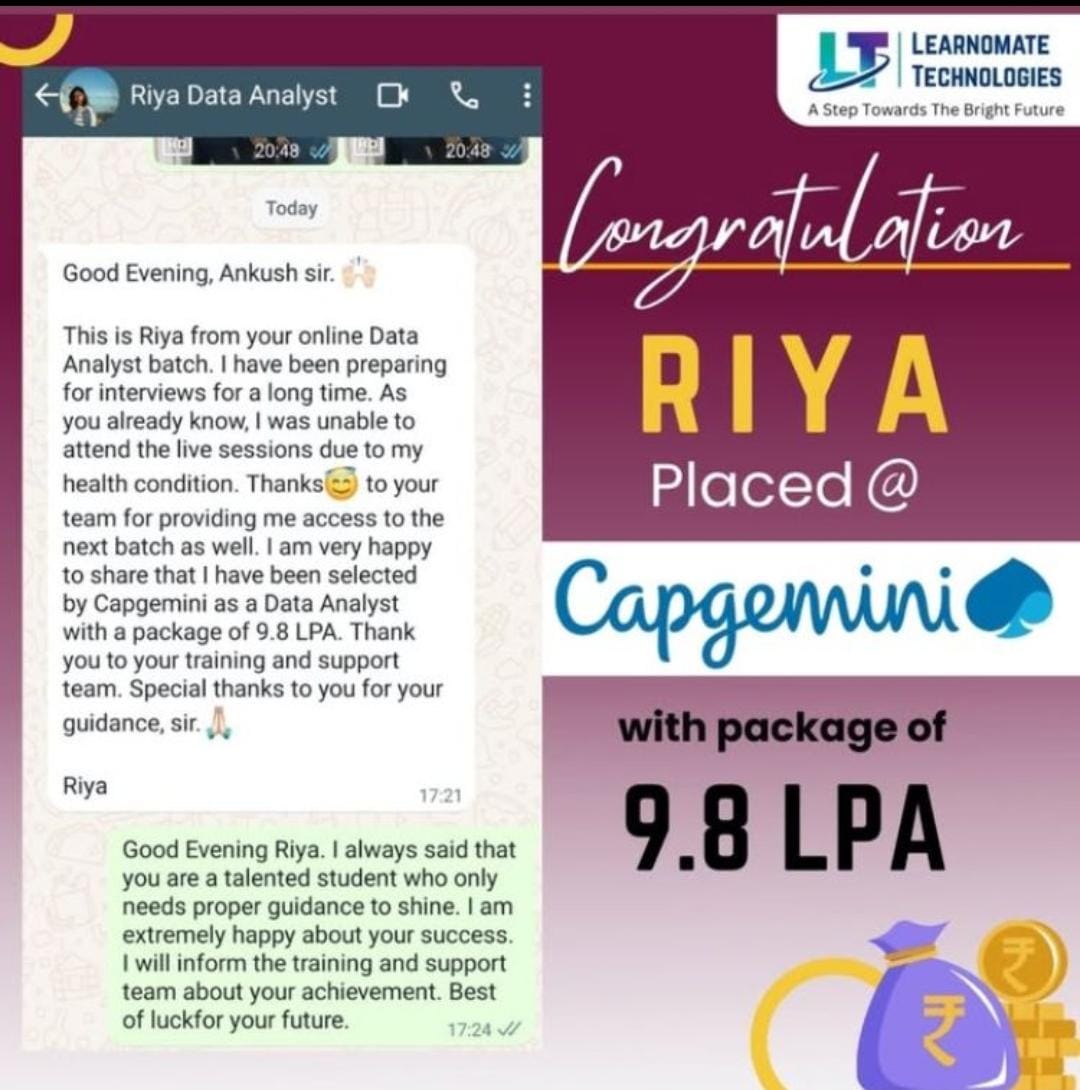 LT
LEARNOMATE
TECHNOLOGIES
A Step Towards The Bright Future
Riya Data Analyst
HD 20:48
HD 20:48
Today
Good Evening, Ankush sir. 🙌🏻
This is Riya from your online Data
Analyst batch. I have been preparing
for interviews for a long time. As
you already know, I was unable to
attend the live sessions due to my
health condition. Thanks😇 to your
team for providing me access to the
next batch as well. I am very happy
to share that I have been selected
by Capgemini as a Data Analyst
with a package of 9.8 LPA. Thank
you to your training and support
team. Special thanks to you for your
guidance, sir. 🙏🏻
Riya
17:21
Good Evening Riya. I always said that
you are a talented student who only
needs proper guidance to shine. I am
extremely happy about your success.
I will inform the training and support
team about your achievement. Best
of luckfor your future.
17:24
Congratulation
RIYA
Placed @
Capgemini
with package of
9.8 LPA
₹
₹